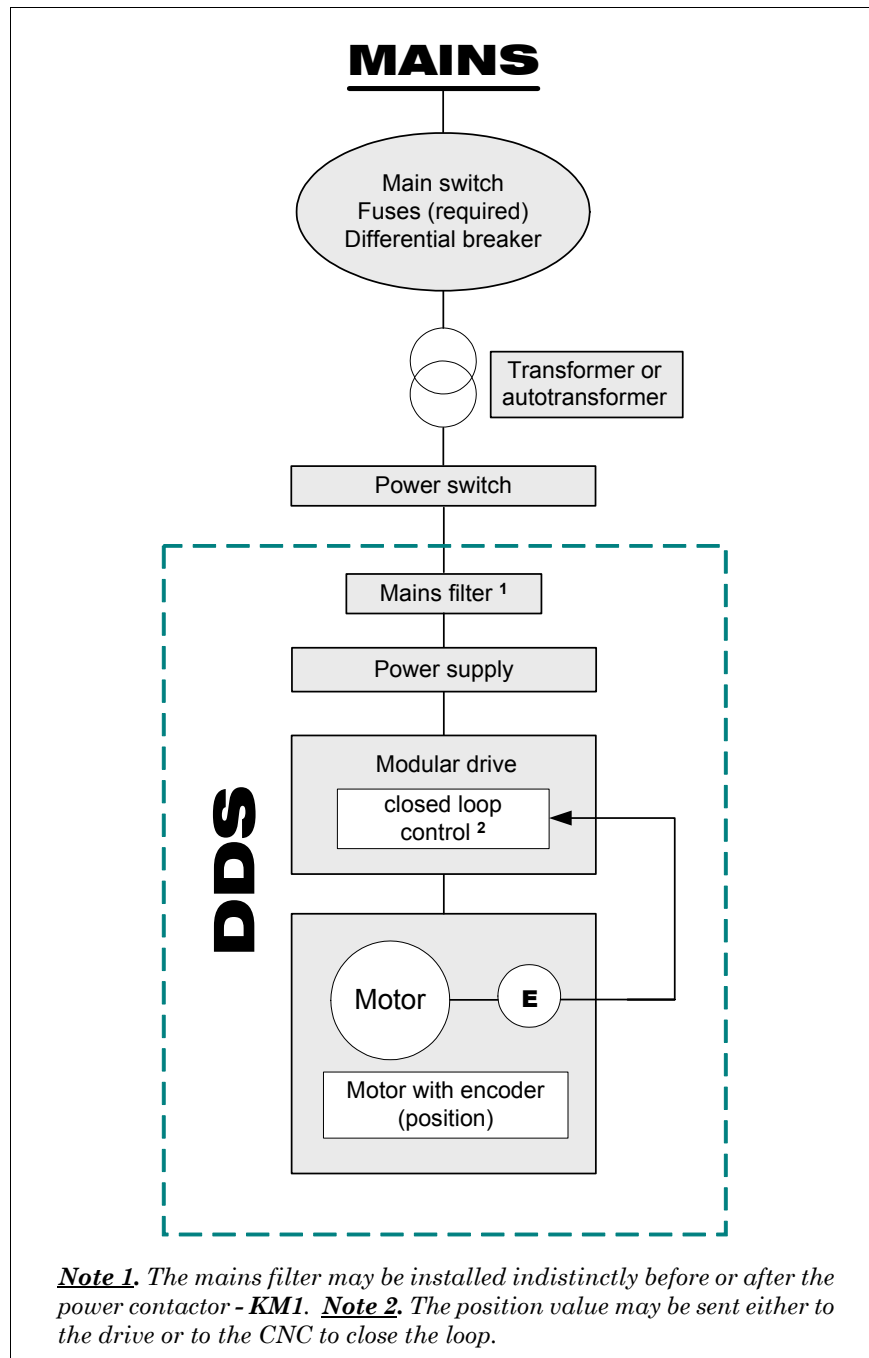 MAINS
Main switch
Fuses (required)
Differential breaker
Transformer or
autotransformer
Power switch
Mains filter 1
Power supply
DDS
Modular drive
closed loop
control 2
Motor
E
Motor with encoder
(position)
Note 1. The mains filter may be installed indistinctly before or after the
power contactor - KM1. Note 2. The position value may be sent either to
the drive or to the CNC to close the loop.